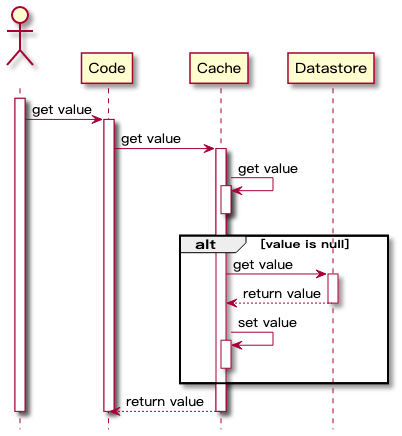 Code
Cache
Datastore
get value
get value
get value
alt
[value is null]
get value
return value
set value
return value